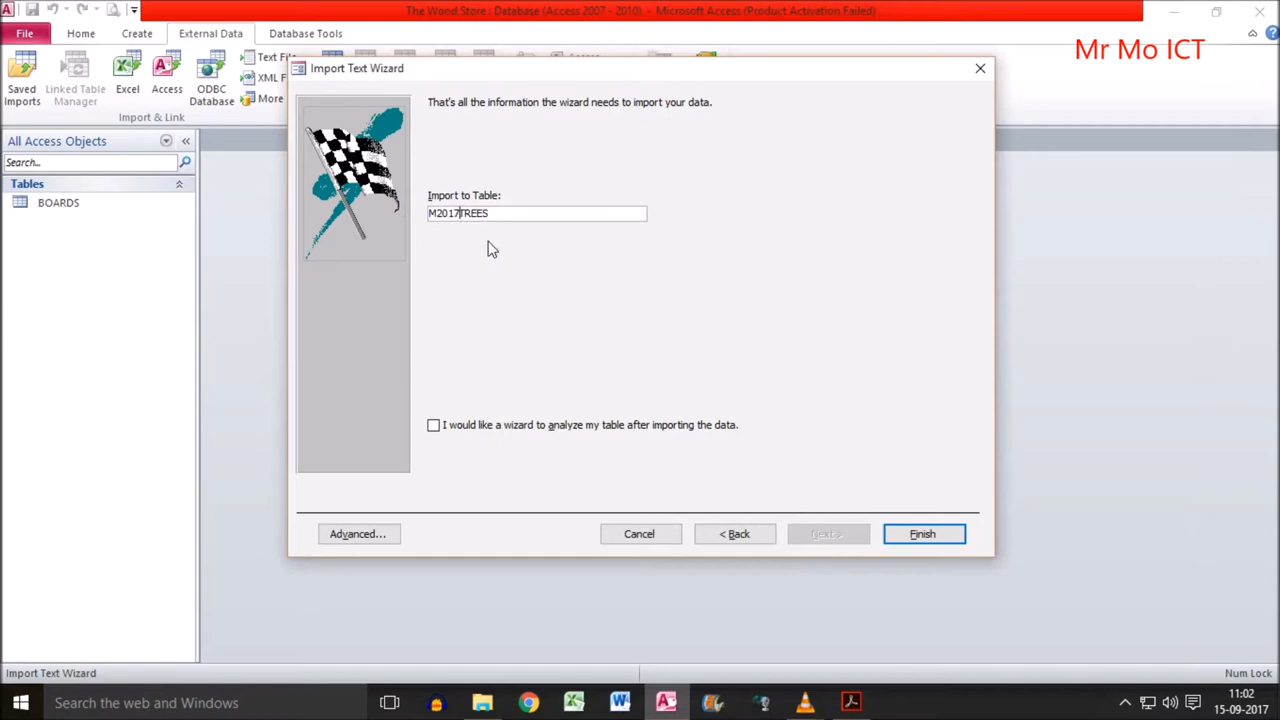 The Wood Store : Database (Access 2007 - 2010) - Microsoft Access (Product Activation Failed)
File Home Create External Data Database Tools
Mr Mo ICT
Saved Imports
Linked Table Manager
Excel
Access
ODBC Database
Text Fi
XML F
More
Import & Link
Import Text Wizard
All Access Objects
Search...
Tables
BOARDS
That's all the information the wizard needs to import your data.
Import to Table:
M2017TREES
I would like a wizard to analyze my table after importing the data.
Advanced... Cancel < Back Next > Finish
Import Text Wizard
Num Lock
Search the web and Windows
11:02
15-09-2017